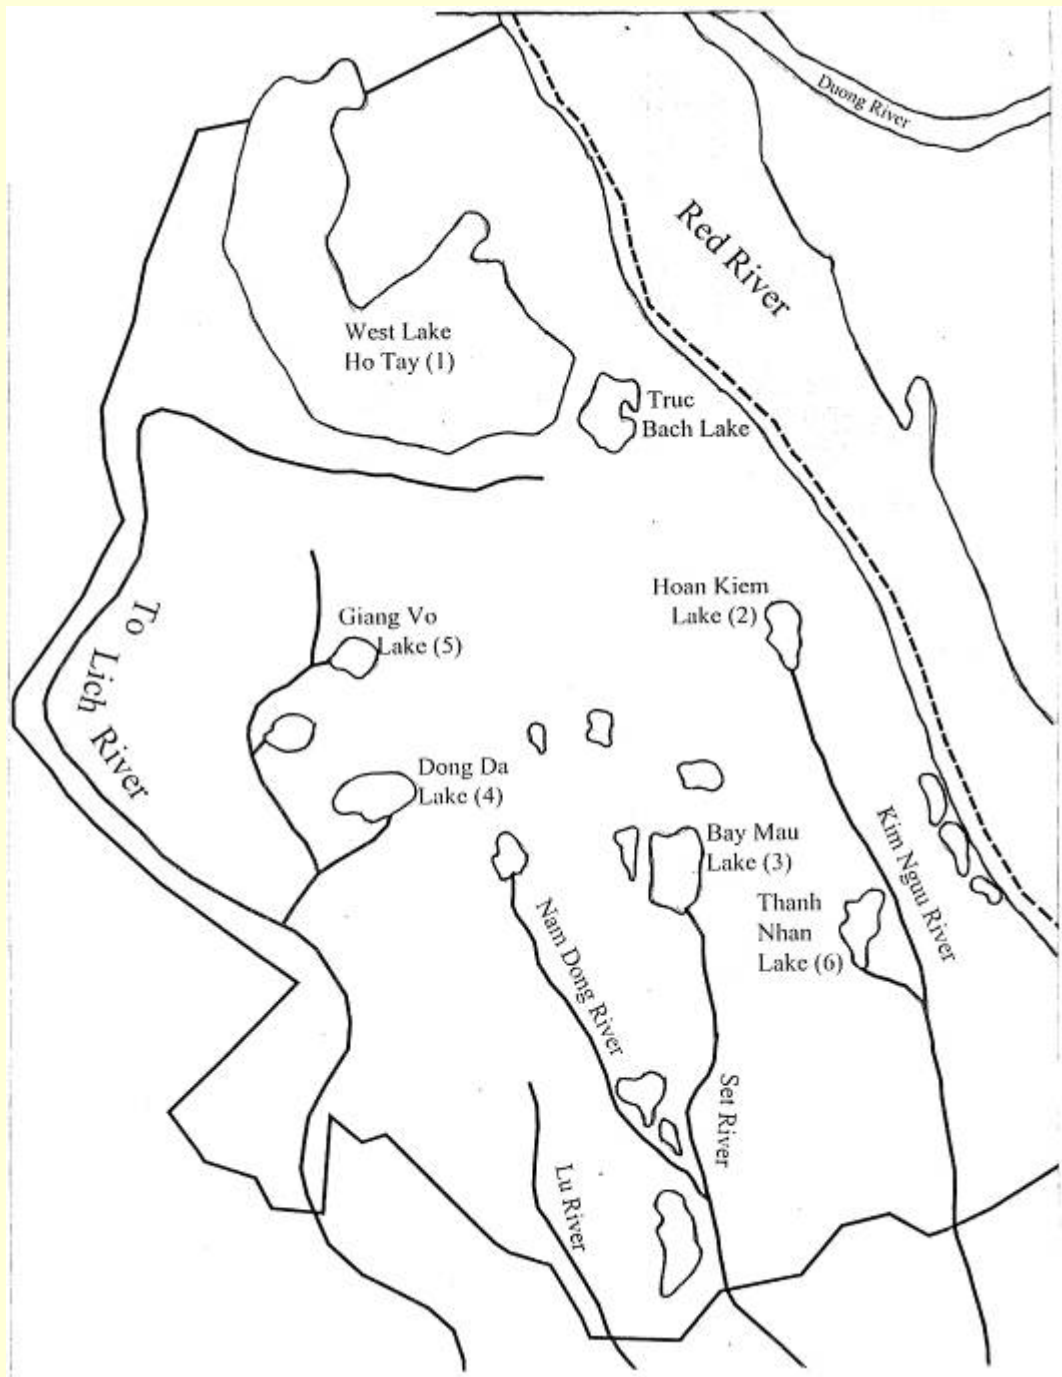 Duong River
Red River
West Lake
Ho Tay (1)
Truc
Bach Lake
Hoan Kiem
Lake (2)
To Lich River
Giang Vo
Lake (5)
Dong Da
Lake (4)
Bay Mau
Lake (3)
Kim Nguu River
Thanh
Nhan
Lake (6)
Nam Dong River
Set River
Lu River